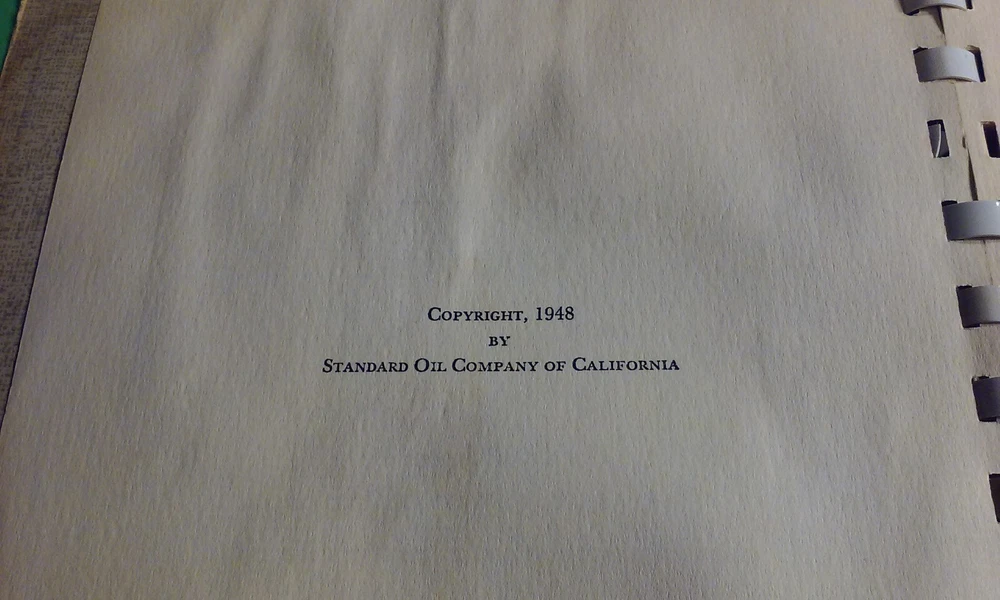 Copyright, 1948
by
Standard Oil Company of California